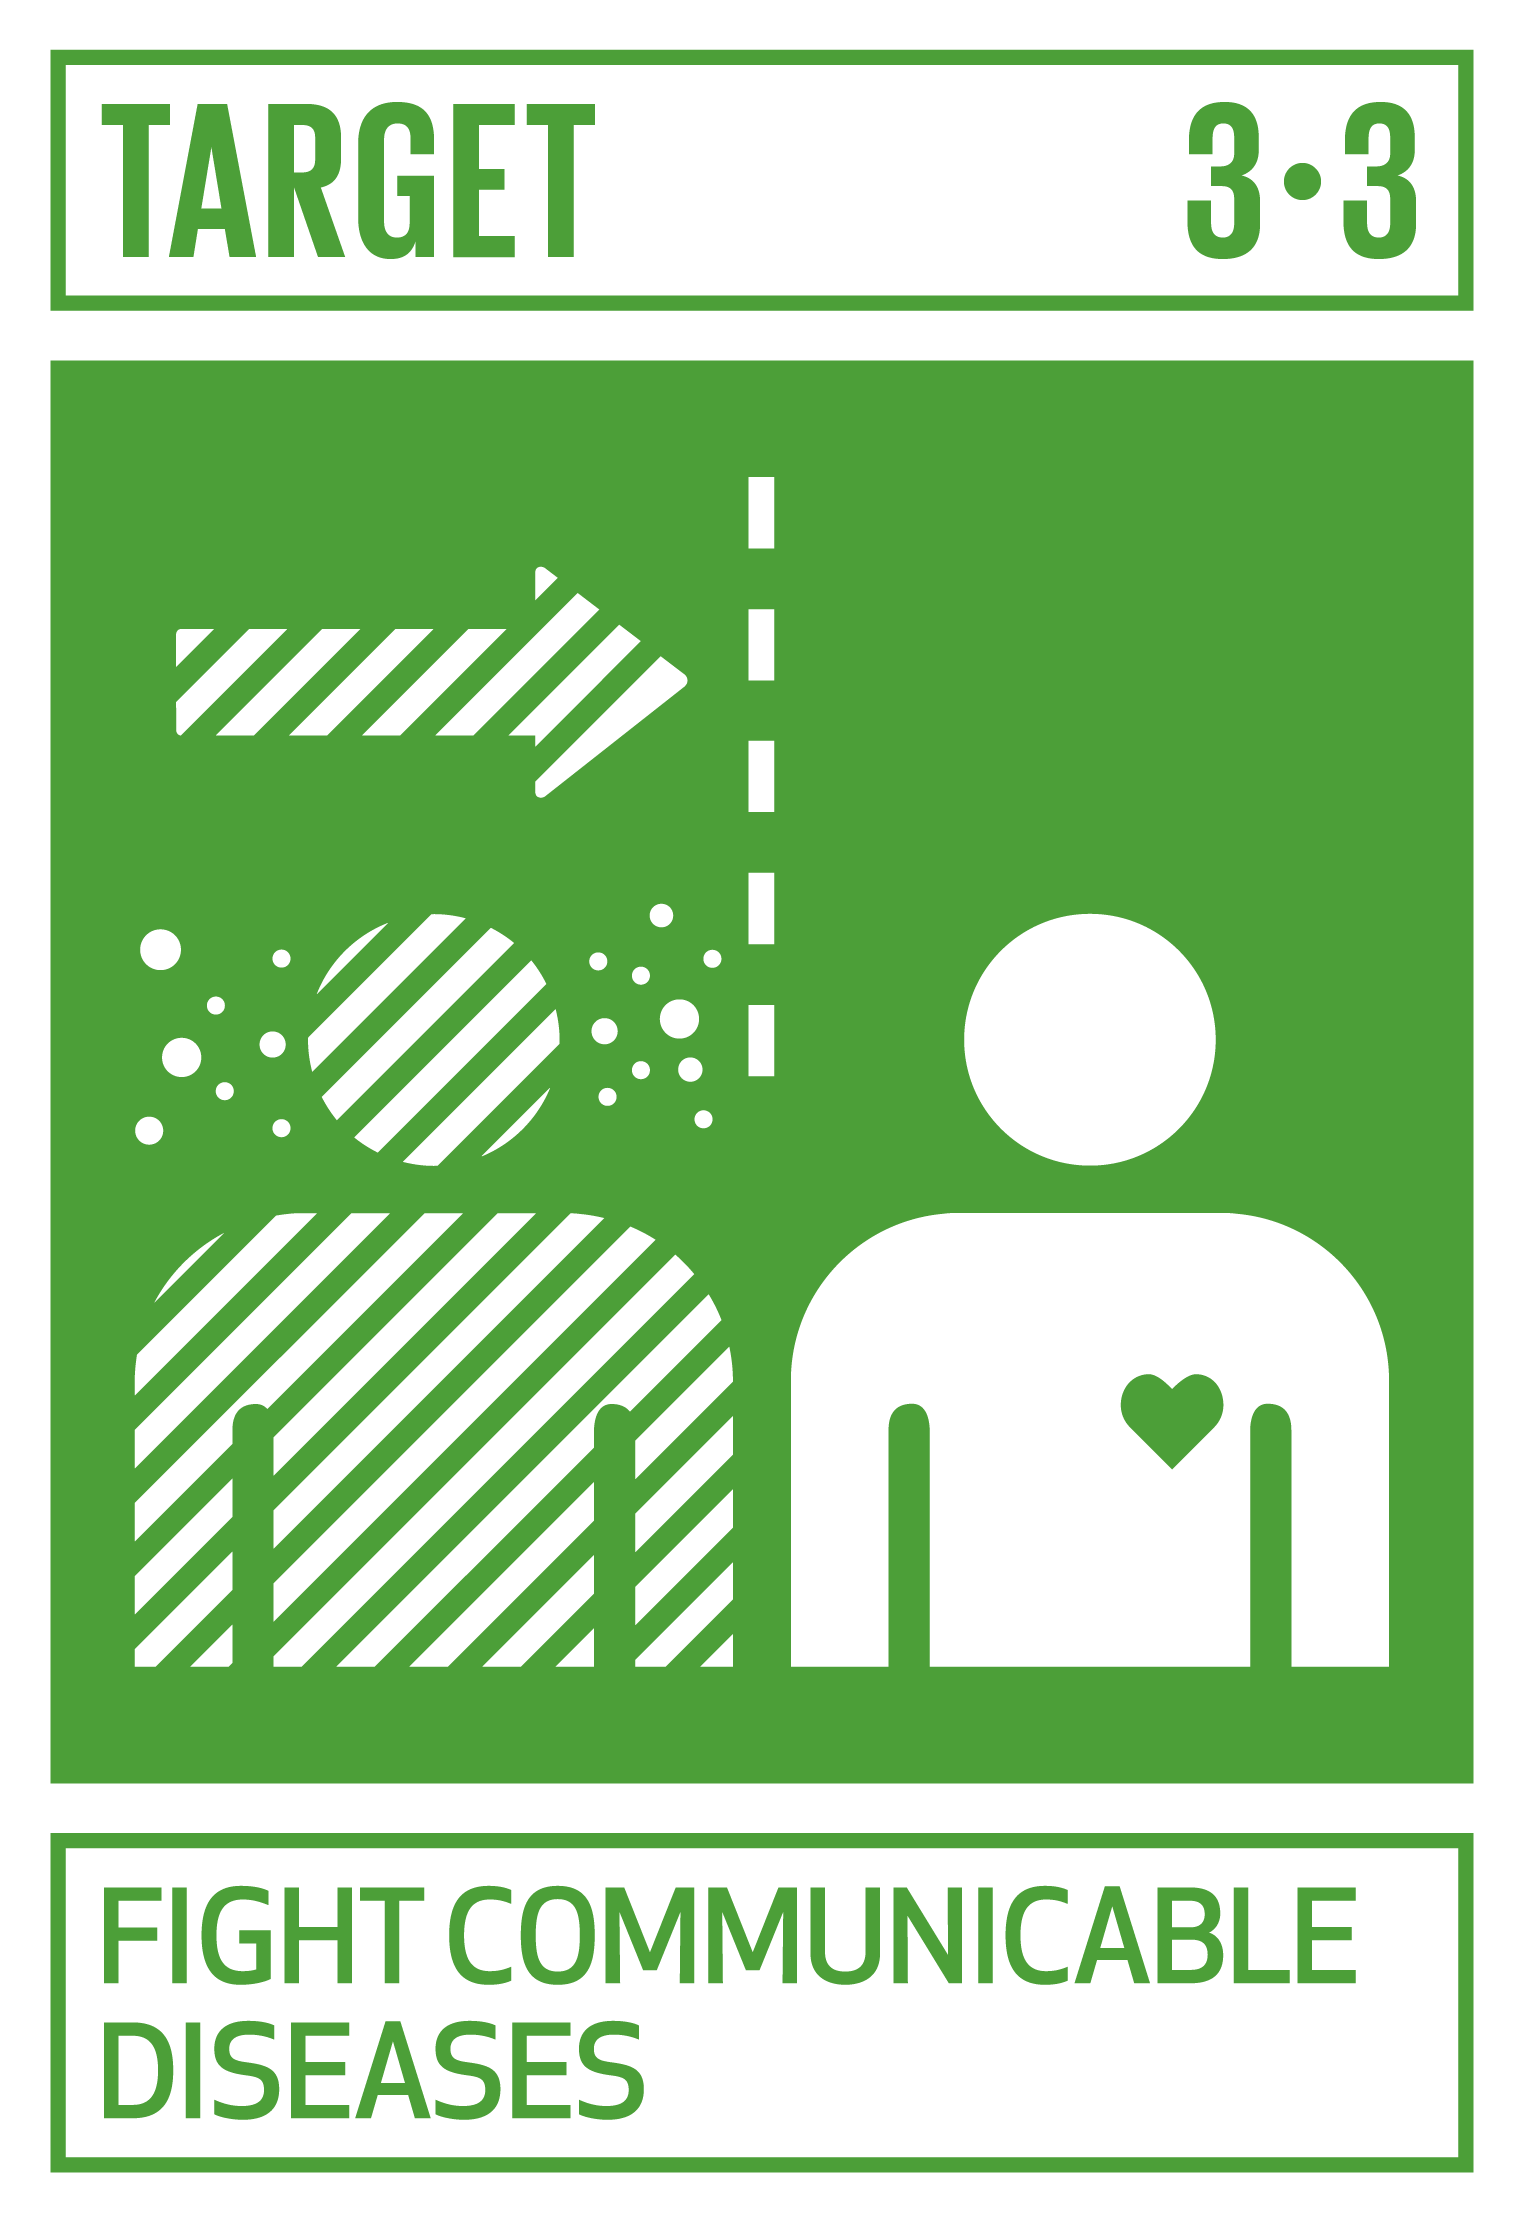 TARGET 3·3
FIGHT COMMUNICABLE
DISEASES